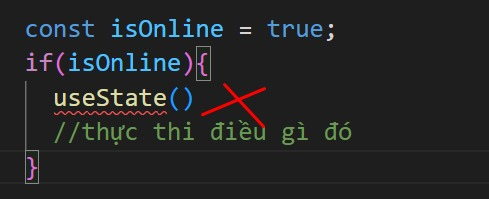 const isOnline = true;
if(isOnline){
useState()
//thực thi điều gì đó
}